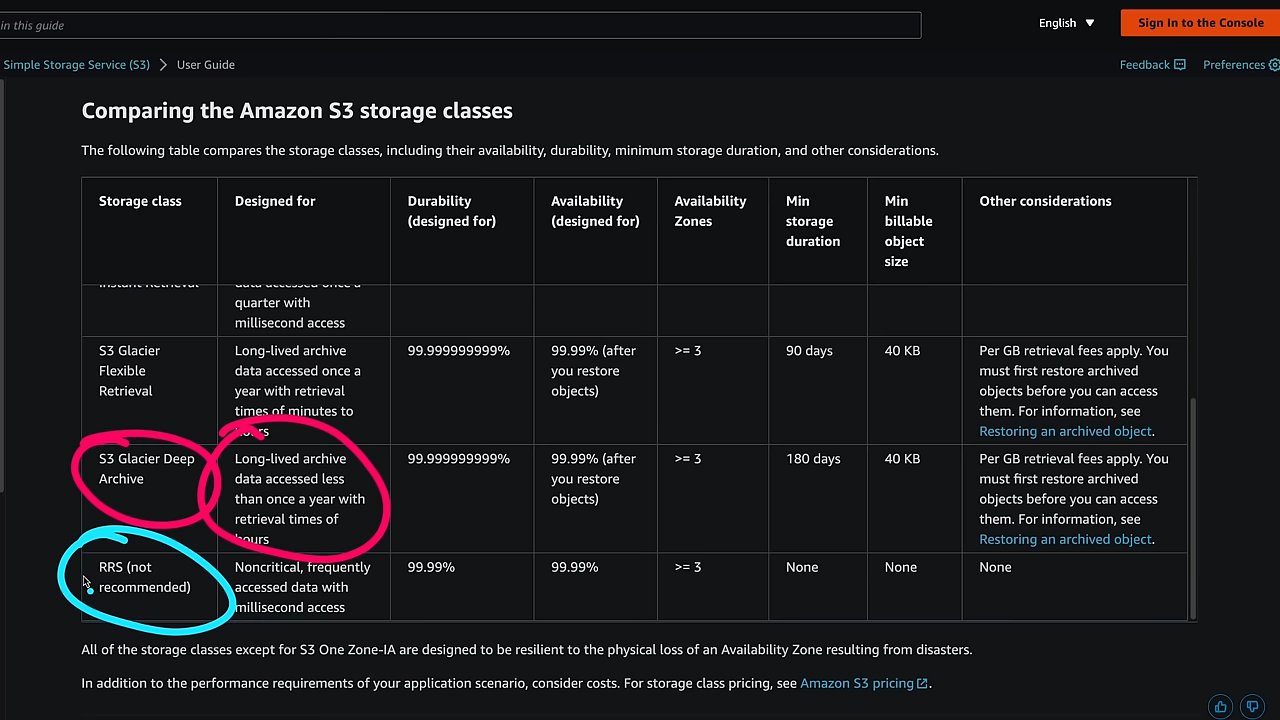 in this guide
English
Sign In to the Console
Simple Storage Service (S3)
User Guide
Feedback
Preferences
Comparing the Amazon S3 storage classes
The following table compares the storage classes, including their availability, durability, minimum storage duration, and other considerations.
Storage class
Designed for
Durability
(designed for)
Availability
(designed for)
Availability
Zones
Min
storage
duration
Min
billable
object
size
Other considerations
Instant Retrieval
data accessed once a
quarter with
millisecond access
S3 Glacier
Flexible
Retrieval
Long-lived archive
data accessed once a
year with retrieval
times of minutes to
hours
99.999999999%
99.99% (after
you restore
objects)
>= 3
90 days
40 KB
Per GB retrieval fees apply. You
must first restore archived
objects before you can access
them. For information, see
Restoring an archived object.
S3 Glacier Deep
Archive
Long-lived archive
data accessed less
than once a year with
retrieval times of
hours
99.999999999%
99.99% (after
you restore
objects)
>= 3
180 days
40 KB
Per GB retrieval fees apply. You
must first restore archived
objects before you can access
them. For information, see
Restoring an archived object.
RRS (not
recommended)
Noncritical, frequently
accessed data with
millisecond access
99.99%
99.99%
>= 3
None
None
None
All of the storage classes except for S3 One Zone-IA are designed to be resilient to the physical loss of an Availability Zone resulting from disasters.
In addition to the performance requirements of your application scenario, consider costs. For storage class pricing, see Amazon S3 pricing.